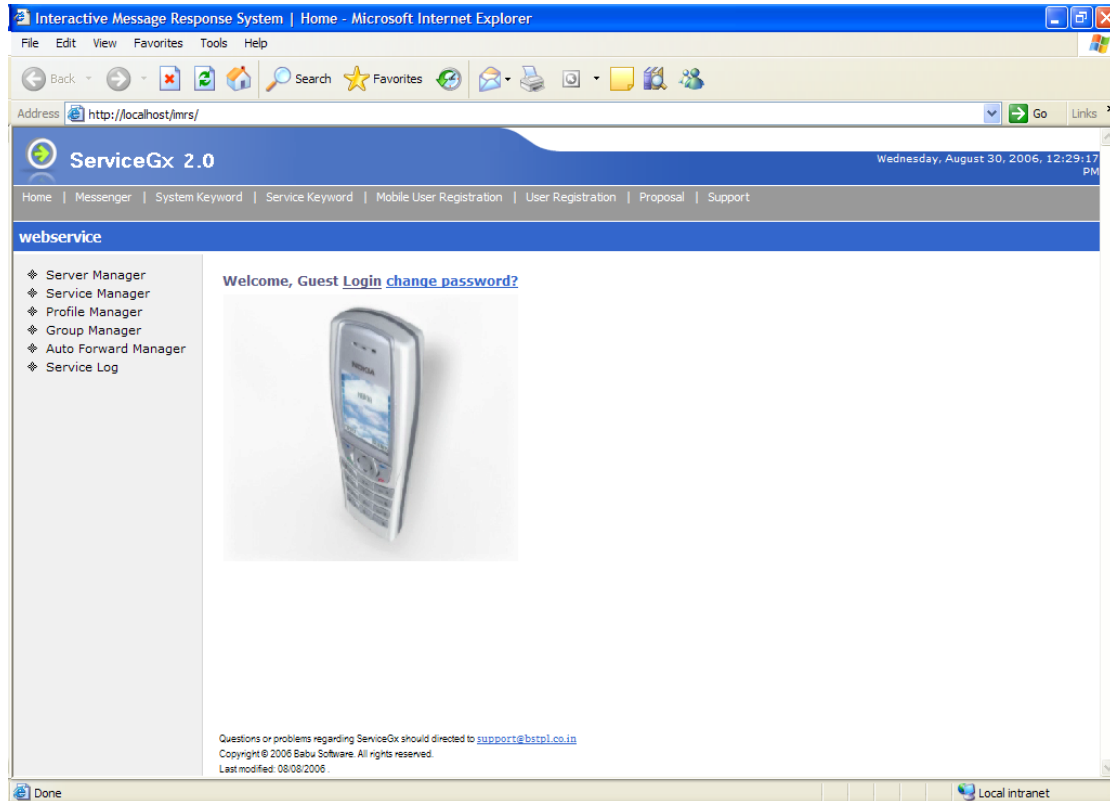 Interactive Message Response System | Home - Microsoft Internet Explorer
File Edit View Favorites Tools Help
Back Search Favorites
Address http://localhost/imrs/ Go Links
ServiceGx 2.0
Wednesday, August 30, 2006, 12:29:17
PM
Home | Messenger | System Keyword | Service Keyword | Mobile User Registration | User Registration | Proposal | Support
webservice
Server Manager
Service Manager
Profile Manager
Group Manager
Auto Forward Manager
Service Log
Welcome, Guest Login change password?
NOKIA
Questions or problems regarding ServiceGx should directed to support@bstpl.co.in
Copyright © 2006 Babu Software. All rights reserved.
Last modified: 08/08/2006 .
Done Local intranet